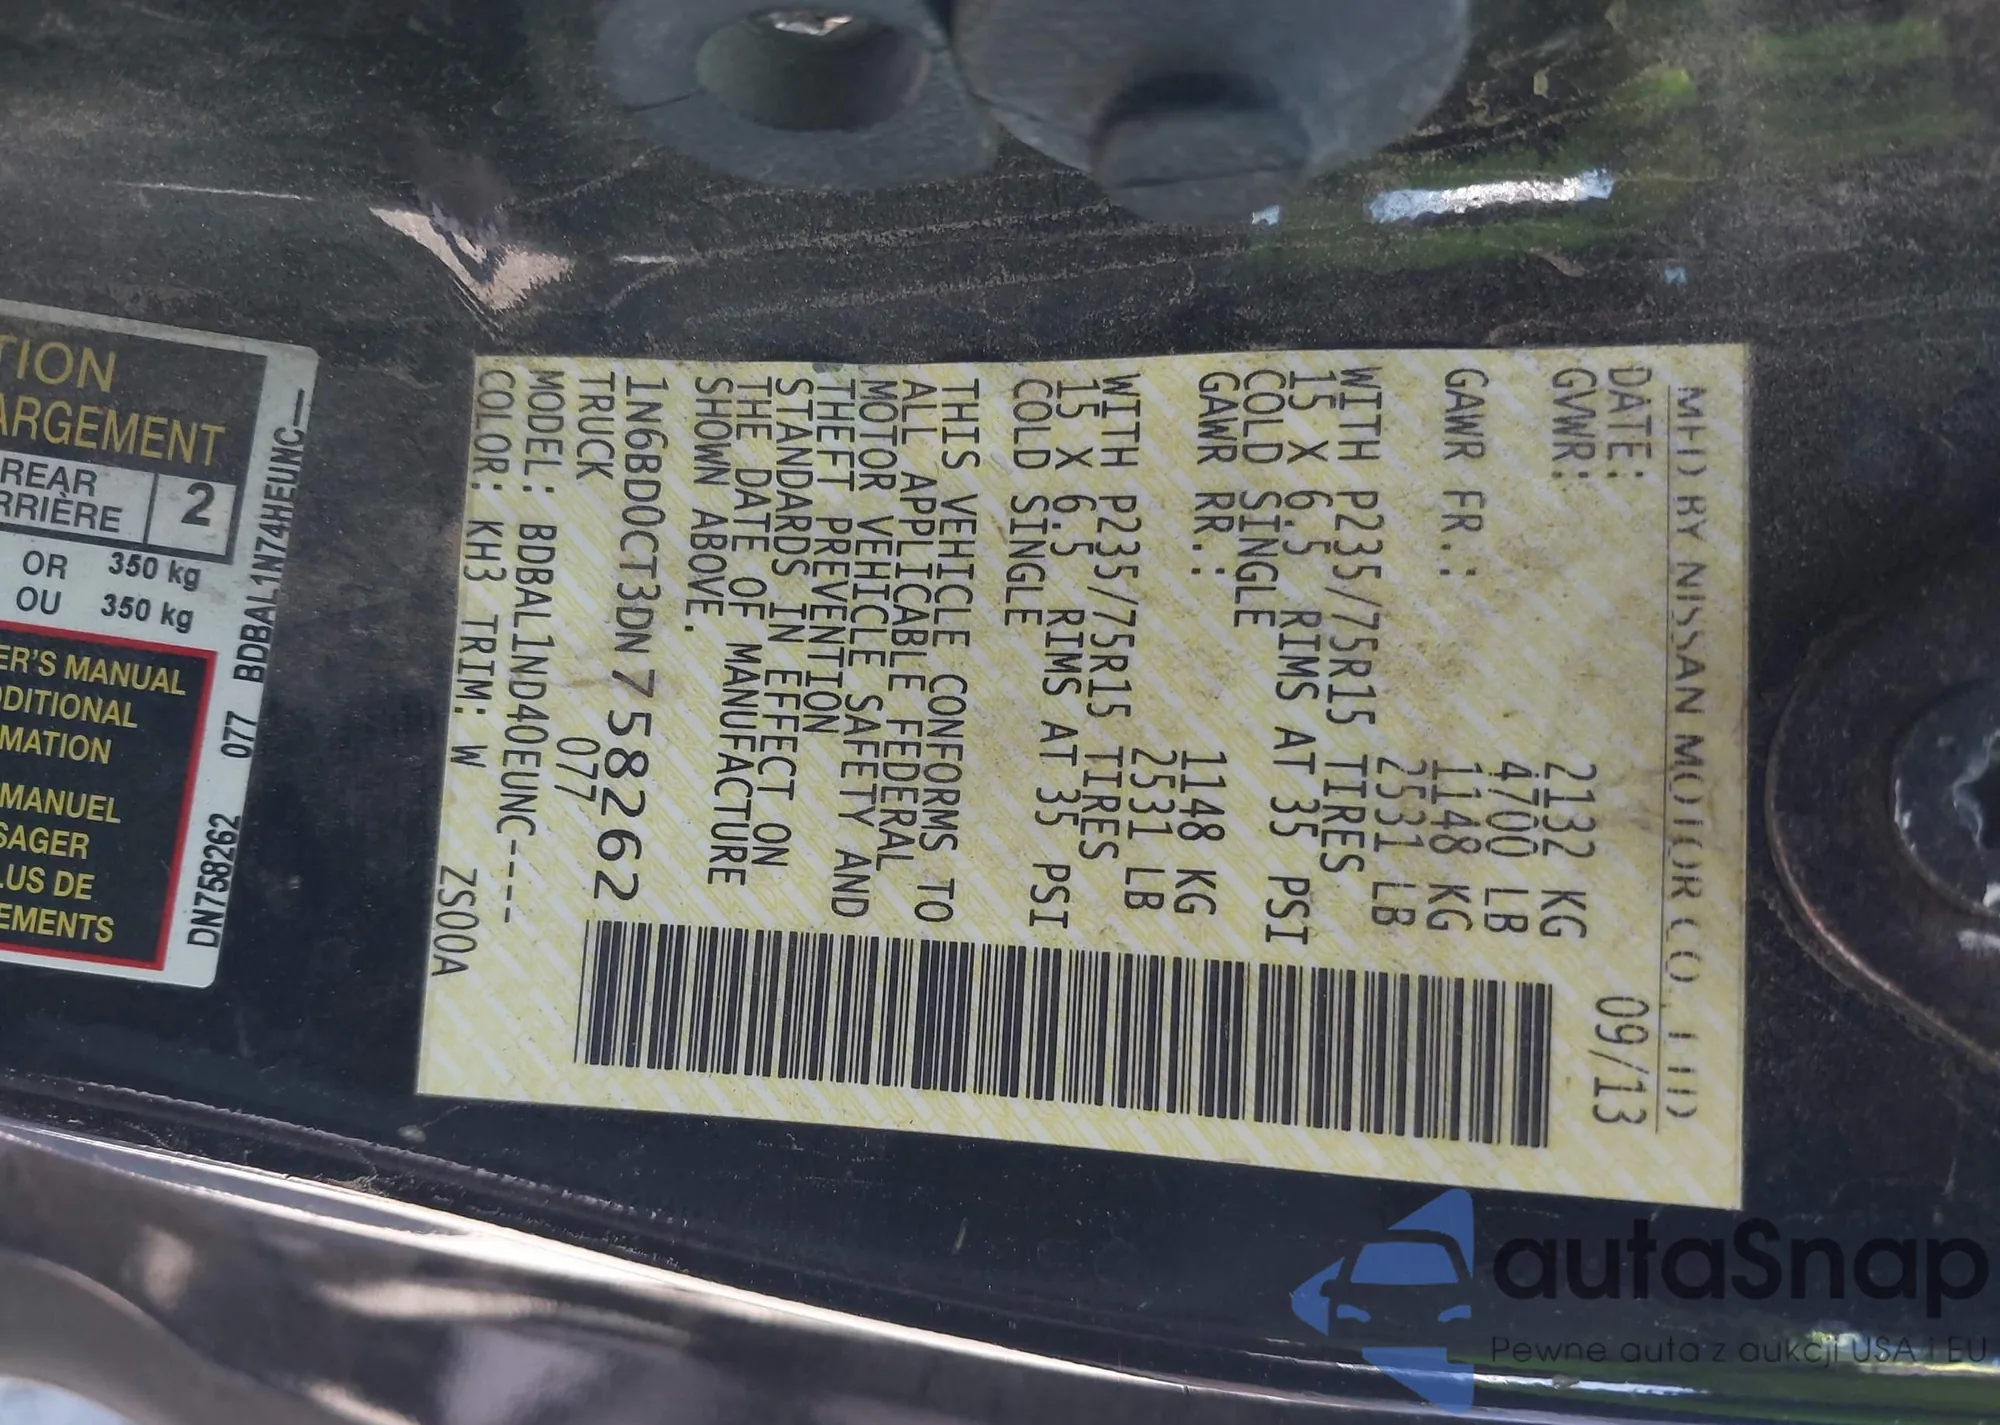 MFD BY NISSAN MOTOR CO., LTD.
DATE: 09/13
GVWR: 2132 KG
4700 LB
GAWR FR.: 1148 KG
2531 LB
WITH P235/75R15 TIRES
15 X 6.5 RIMS AT 35 PSI
COLD SINGLE
GAWR RR.: 1148 KG
2531 LB
WITH P235/75R15 TIRES
15 X 6.5 RIMS AT 35 PSI
COLD SINGLE
THIS VEHICLE CONFORMS TO
ALL APPLICABLE FEDERAL
MOTOR VEHICLE SAFETY AND
THEFT PREVENTION
STANDARDS IN EFFECT ON
THE DATE OF MANUFACTURE
SHOWN ABOVE.
1N6BD0CT3DN758262
TRUCK 077
MODEL: BDBAL1ND40EUNC----
COLOR: KH3 TRIM: W ZS00A
TION
ARGEMENT
REAR
RRIÈRE 2
OR 350 kg
OU 350 kg
ER'S MANUAL
DDITIONAL
MATION
MANUEL
SAGER
LUS DE
EMENTS
DN758262 077 BDBAL1N74HEUNC—
autaSnap
Pewne auta z aukcji USA i EU